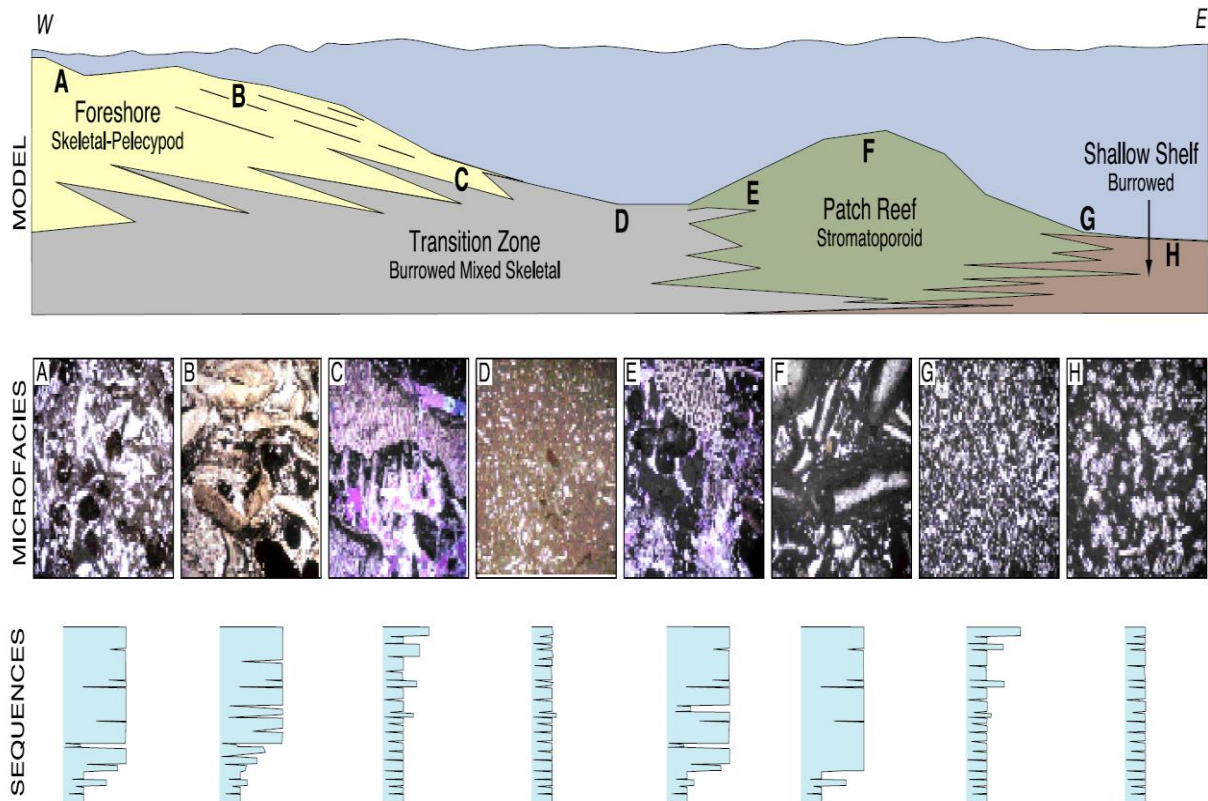 W
E
MODEL
A
Foreshore
Skeletal-Pelecypod
B
C
D
Transition Zone
Burrowed Mixed Skeletal
E
F
Patch Reef
Stromatoporoid
G
Shallow Shelf
Burrowed
H
MICROFACIES
A
B
C
D
E
F
G
H
SEQUENCES